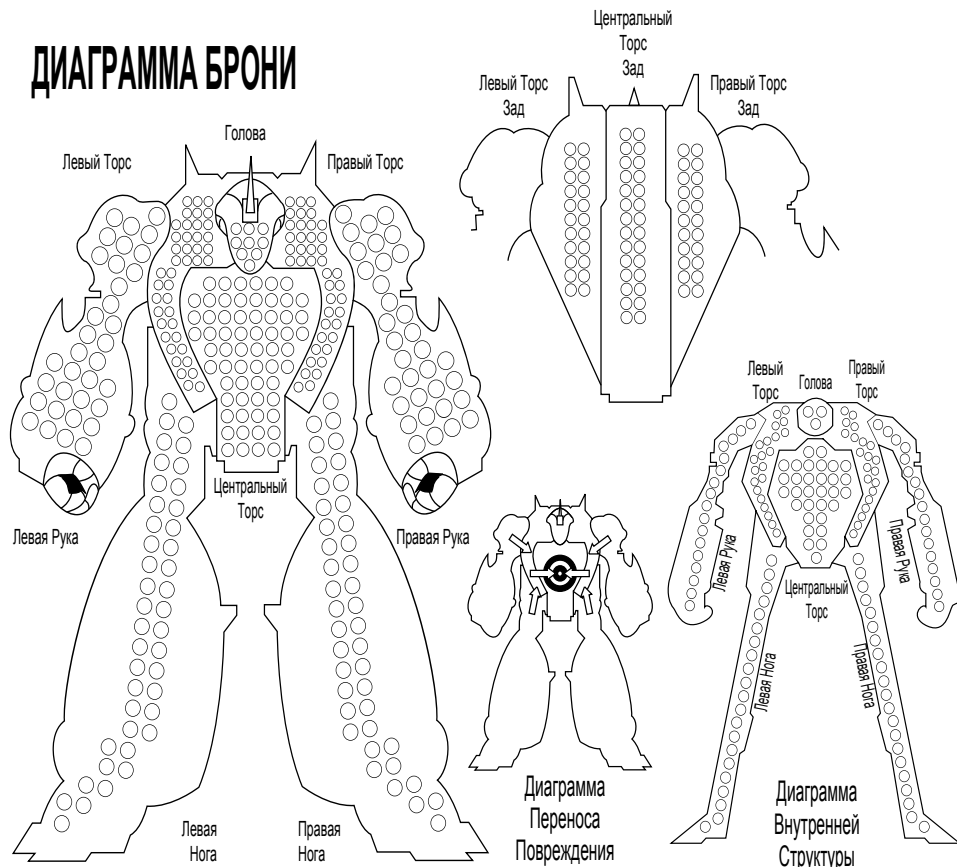 ДИАГРАММА БРОНИ
Голова
Левый Торс
Правый Торс
Левая Рука
Правая Рука
Центральный
Торс
Левая
Нога
Правая
Нога
Центральный
Торс
Зад
Левый Торс
Зад
Правый Торс
Зад
Диаграмма
Переноса
Повреждения
Левый
Торс
Голова
Правый
Торс
Левая Рука
Правая Рука
Центральный
Торс
Левая Нога
Правая Нога
Диаграмма
Внутренней
Структуры